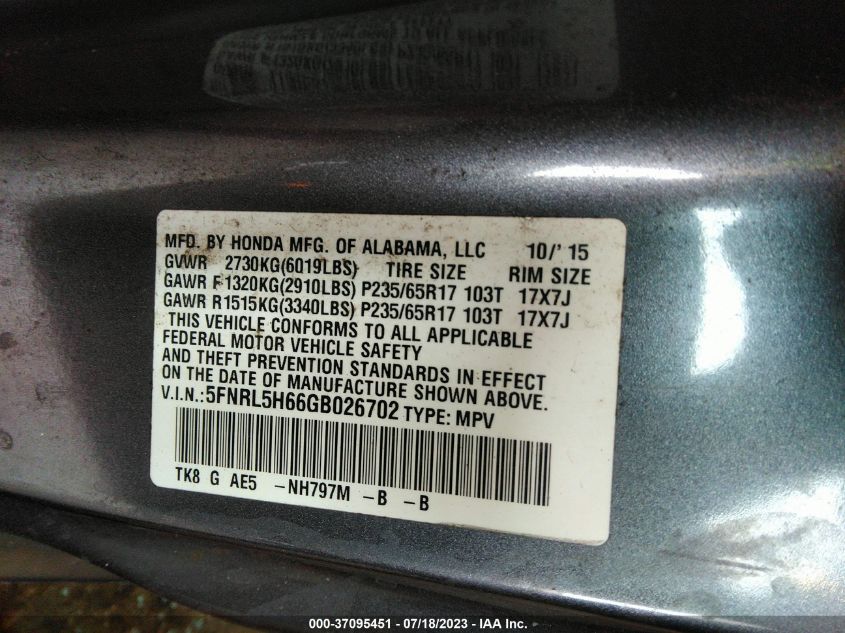 MFD. BY HONDA MFG. OF ALABAMA, LLC 10/' 15
GVWR 2730KG(6019LBS) TIRE SIZE RIM SIZE
GAWR F1320KG(2910LBS) P235/65R17 103T 17X7J
GAWR R1515KG(3340LBS) P235/65R17 103T 17X7J
THIS VEHICLE CONFORMS TO ALL APPLICABLE
FEDERAL MOTOR VEHICLE SAFETY
AND THEFT PREVENTION STANDARDS IN EFFECT
ON THE DATE OF MANUFACTURE SHOWN ABOVE.
V.I.N.:5FNRL5H66GB026702 TYPE: MPV
TK8 G AE5 -NH797M -B -B
000-37095451 / 07/18/2023 / IAA Inc.